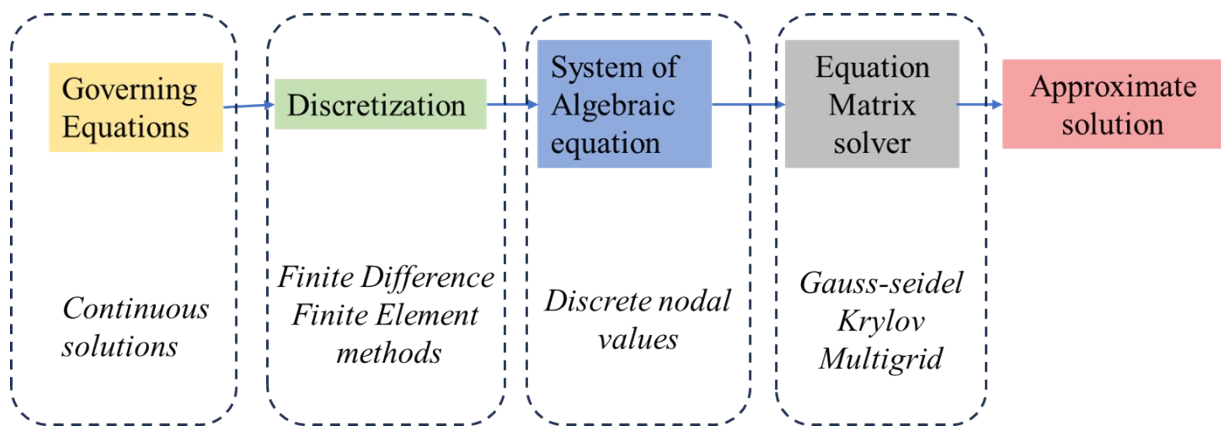 Governing
Equations
Discretization
System of
Algebraic
equation
Equation
Matrix
solver
Approximate
solution
Continuous
solutions
Finite Difference
Finite Element
methods
Discrete nodal
values
Gauss-seidel
Krylov
Multigrid